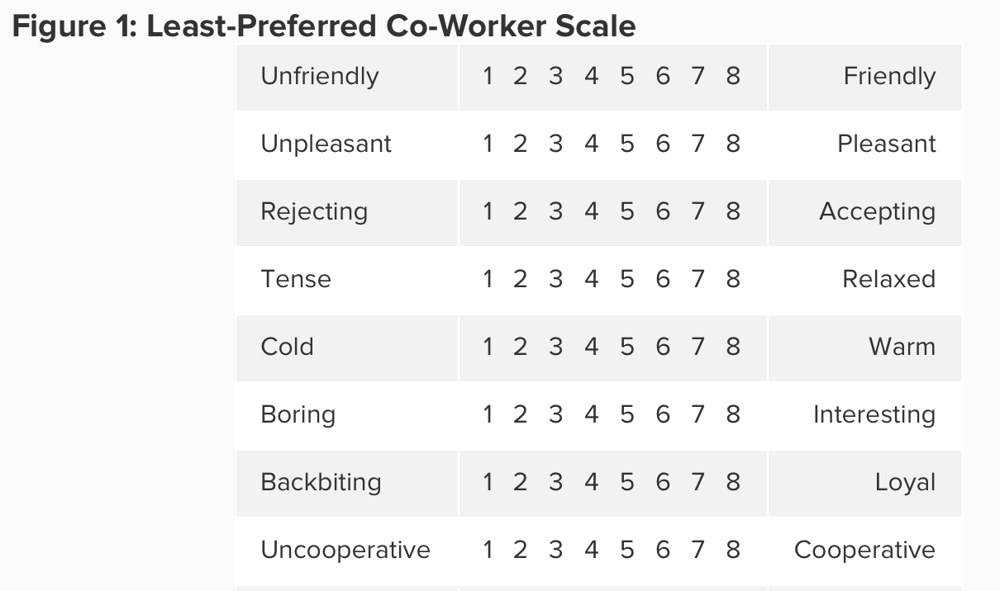 Figure 1: Least-Preferred Co-Worker Scale
Unfriendly 1 2 3 4 5 6 7 8 Friendly
Unpleasant 1 2 3 4 5 6 7 8 Pleasant
Rejecting 1 2 3 4 5 6 7 8 Accepting
Tense 1 2 3 4 5 6 7 8 Relaxed
Cold 1 2 3 4 5 6 7 8 Warm
Boring 1 2 3 4 5 6 7 8 Interesting
Backbiting 1 2 3 4 5 6 7 8 Loyal
Uncooperative 1 2 3 4 5 6 7 8 Cooperative